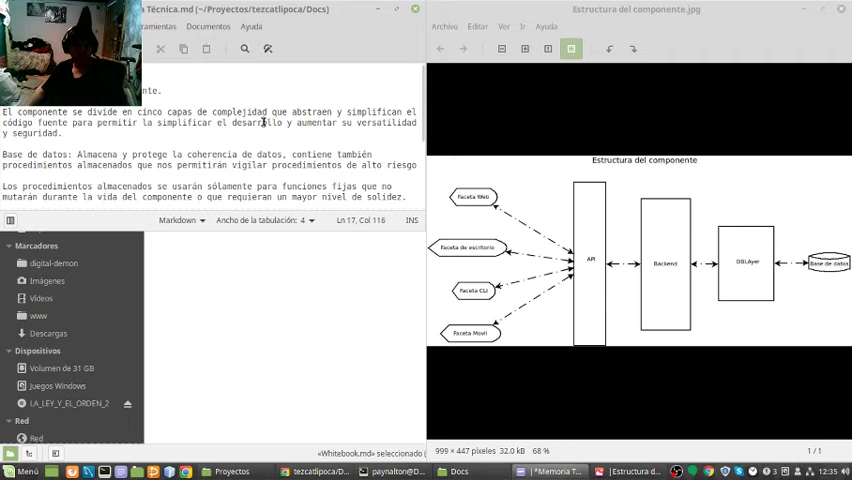 Técnica.md (~/Proyectos/tezcatlipoca/Docs)
Estructura del componente.jpg
mientas Documentos Ayuda
Archivo Editar Ver Ir Ayuda
nte.
El componente se divide en cinco capas de complejidad que abstraen y simplifican el
código fuente para permitir la simplificar el desarrollo y aumentar su versatilidad
y seguridad.
Base de datos: Almacena y protege la coherencia de datos, contiene también
procedimientos almacenados que nos permitirán vigilar procedimientos de alto riesgo
Los procedimientos almacenados se usarán sólamente para funciones fijas que no
mutarán durante la vida del componente o que requieran un mayor nivel de solidez.
Markdown Ancho de la tabulación: 4 Ln 17, Col 116 INS
Marcadores
digital-demon
Imágenes
Vídeos
www
Descargas
Dispositivos
Volumen de 31 GB
Juegos Windows
LA_LEY_Y_EL_ORDEN_2
Red
Red
«Whitebook.md» seleccionado (
Estructura del componente
Faceta Web
Faceta de escritorio
Faceta CLI
Faceta Movil
API
Backend
DBLAyer
Base de datos
999 × 447 píxeles 32.0 kB 68 %
1 / 1
Menú
Proyectos
tezcatlipoca/D...
paynalton@...
Docs
*Memoria T...
[Estructura d...
3
12:35